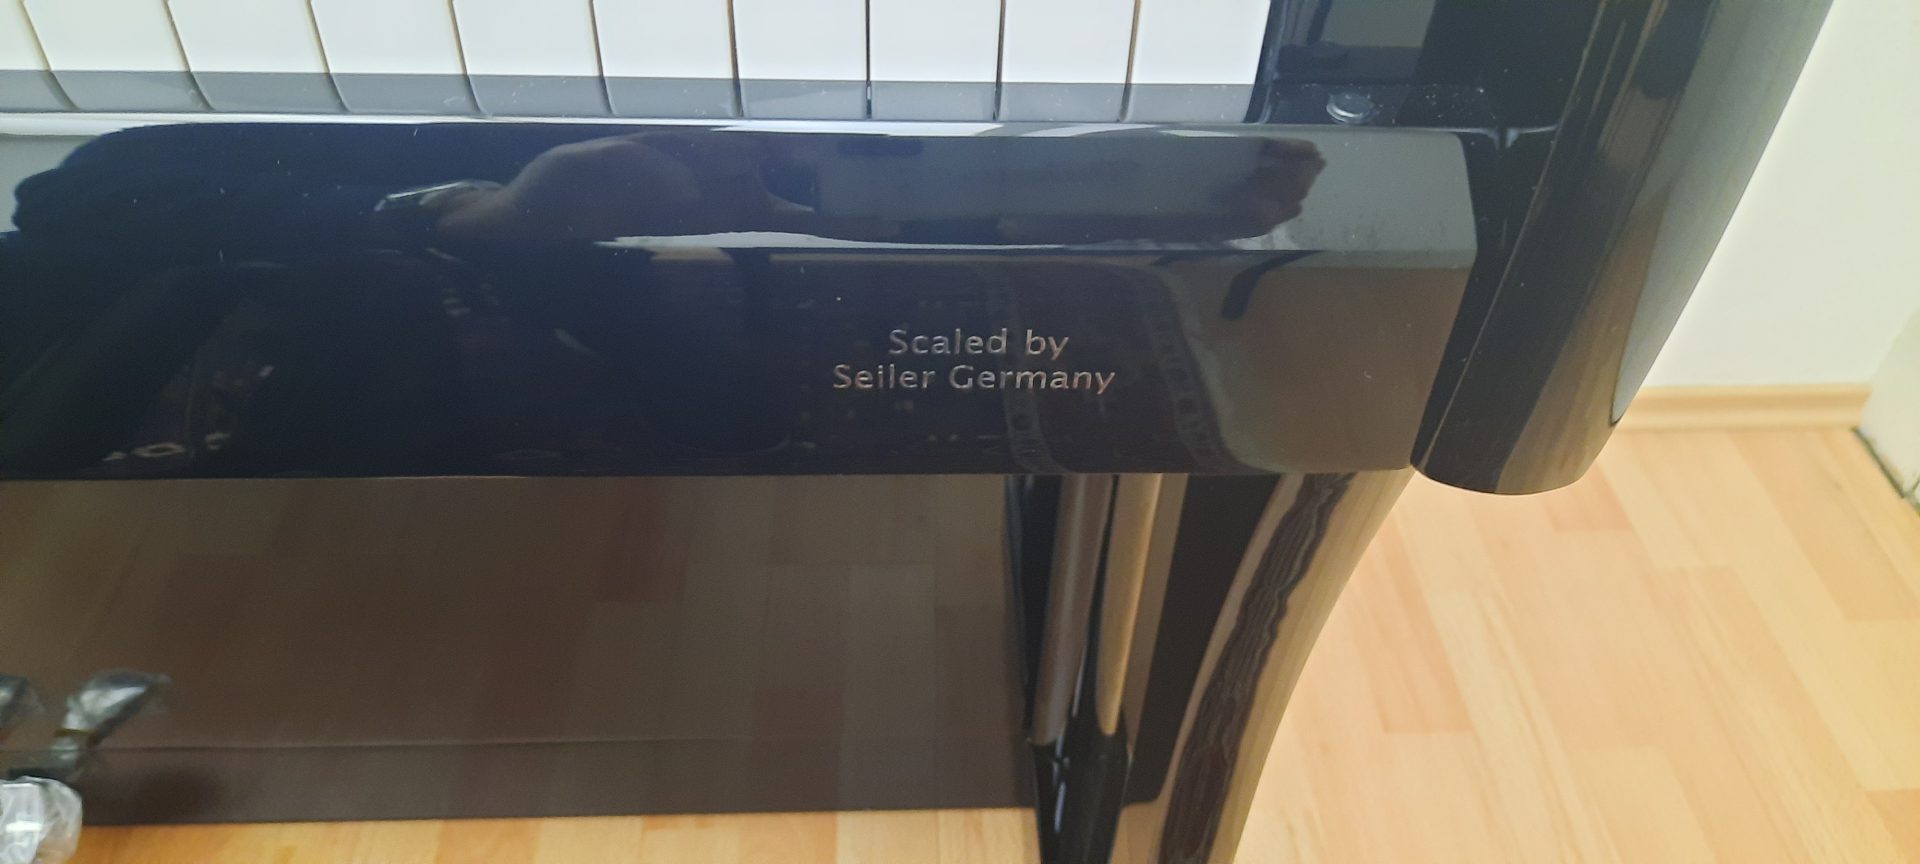 Scaled by
Seiler Germany